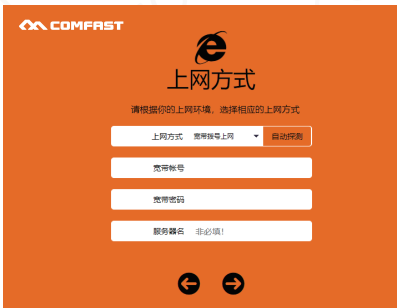 COMFAST
上网方式
请根据你的上网环境，选择相应的上网方式
上网方式 宽带拨号上网 自动探测
宽带帐号
宽带密码
服务器名 非必填!